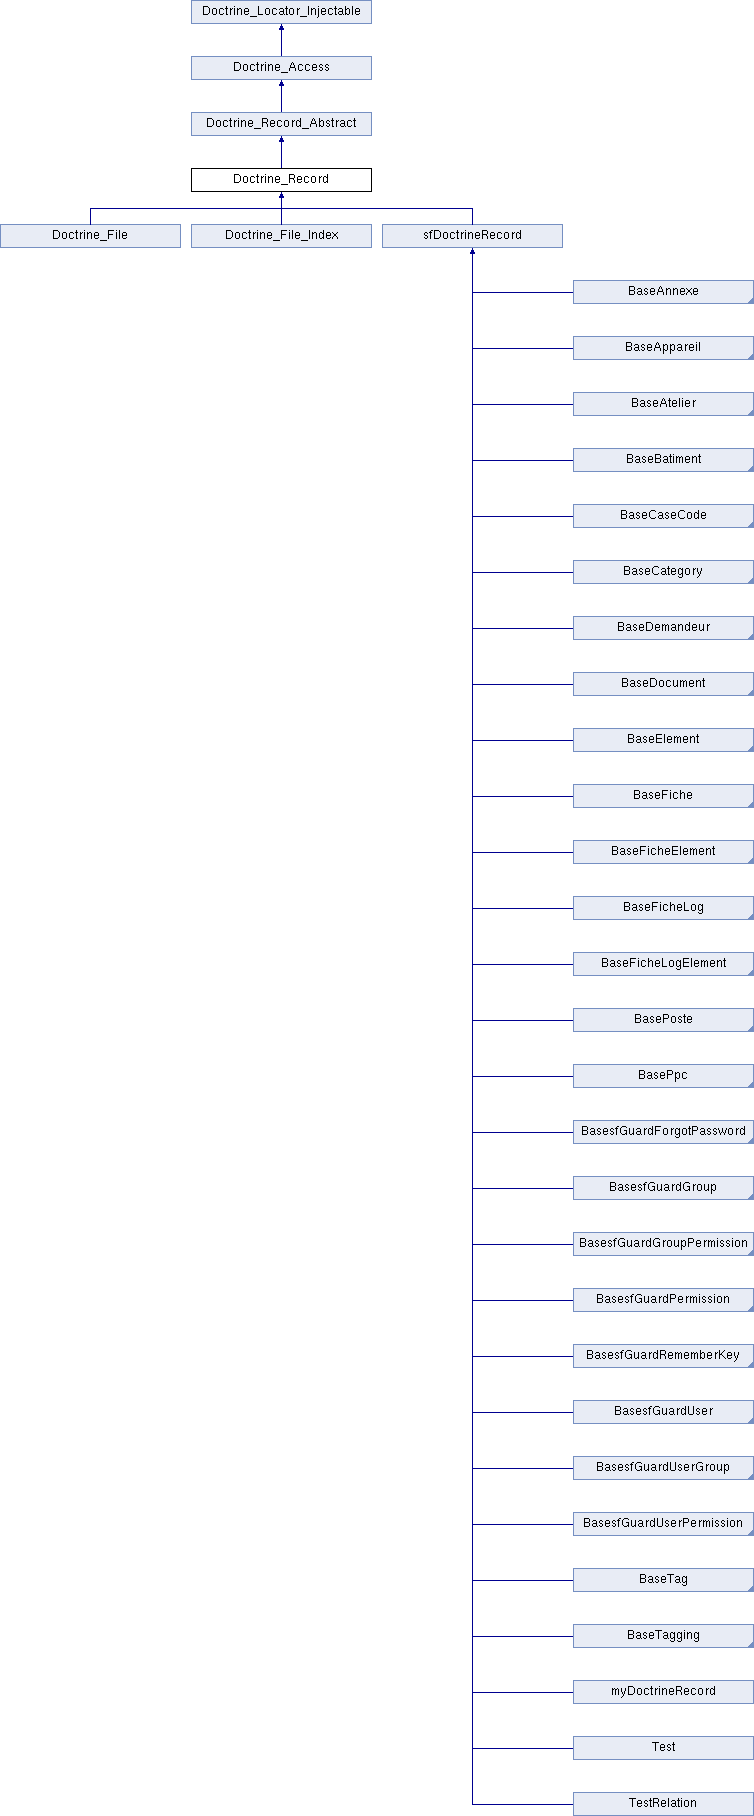 Doctrine_Locator_Injectable
Doctrine_Access
Doctrine_Record_Abstract
Doctrine_Record
Doctrine_File
Doctrine_File_Index
sfDoctrineRecord
BaseAnnexe
BaseAppareil
BaseAtelier
BaseBatiment
BaseCaseCode
BaseCategory
BaseDemandeur
BaseDocument
BaseElement
BaseFiche
BaseFicheElement
BaseFicheLog
BaseFicheLogElement
BasePoste
BasePpc
BasesfGuardForgotPassword
BasesfGuardGroup
BasesfGuardGroupPermission
BasesfGuardPermission
BasesfGuardRememberKey
BasesfGuardUser
BasesfGuardUserGroup
BasesfGuardUserPermission
BaseTag
BaseTagging
myDoctrineRecord
Test
TestRelation